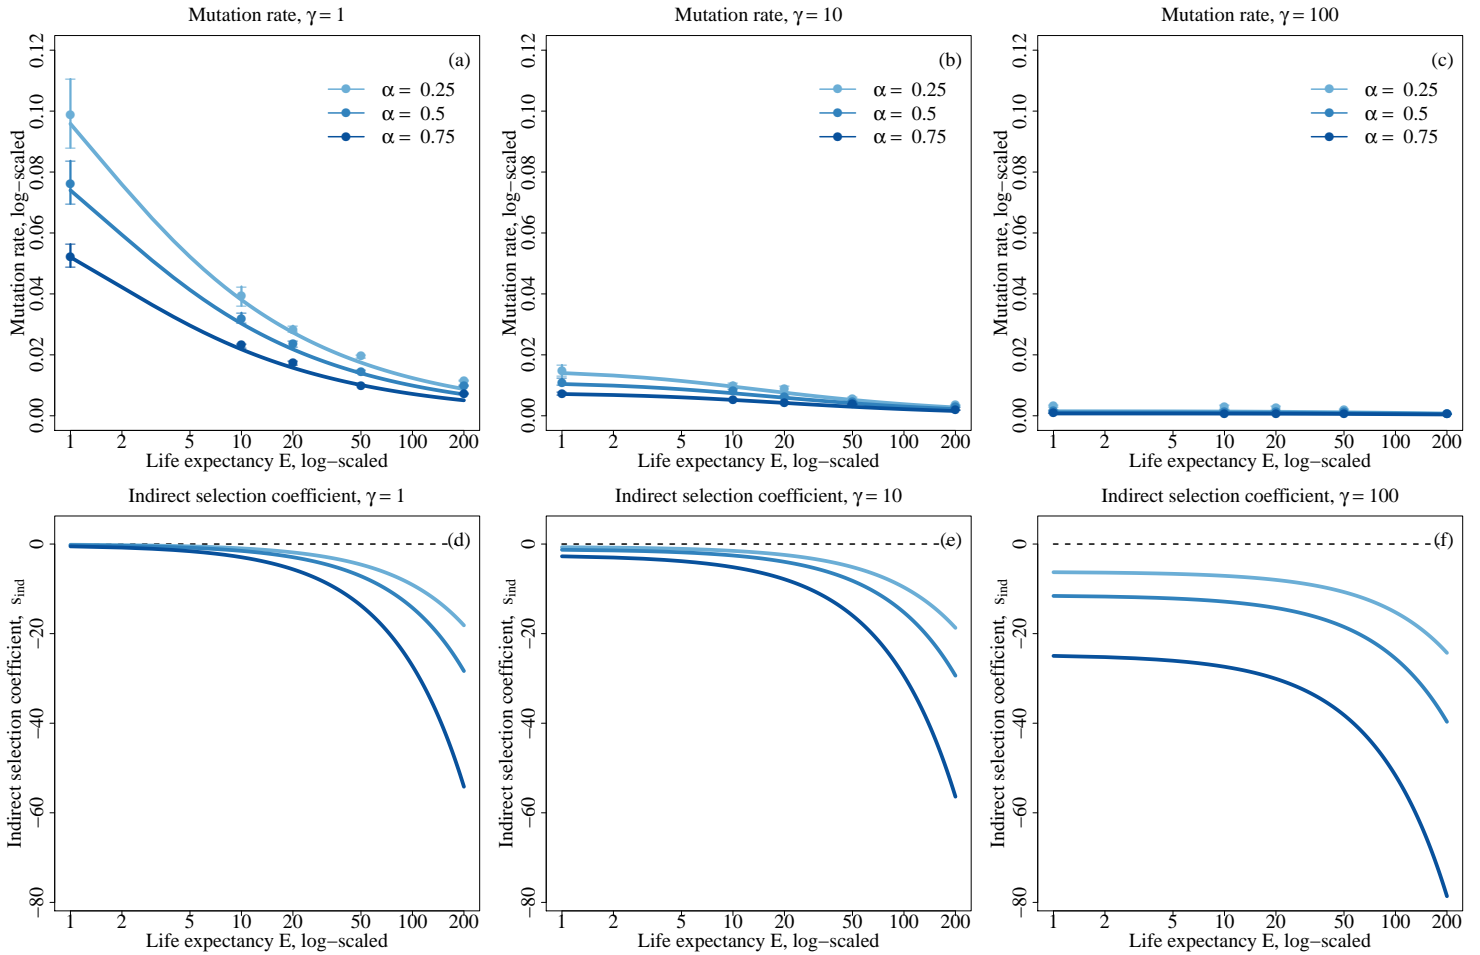 Mutation rate, γ = 1
(a)
α = 0.25
α = 0.5
α = 0.75
Mutation rate, log−scaled
0.12
0.10
0.08
0.06
0.04
0.02
0.00
1 2 5 10 20 50 100 200
Life expectancy E, log−scaled
Mutation rate, γ = 10
(b)
α = 0.25
α = 0.5
α = 0.75
Mutation rate, log−scaled
0.12
0.10
0.08
0.06
0.04
0.02
0.00
1 2 5 10 20 50 100 200
Life expectancy E, log−scaled
Mutation rate, γ = 100
(c)
α = 0.25
α = 0.5
α = 0.75
Mutation rate, log−scaled
0.12
0.10
0.08
0.06
0.04
0.02
0.00
1 2 5 10 20 50 100 200
Life expectancy E, log−scaled
Indirect selection coefficient, γ = 1
(d)
Indirect selection coefficient, s_ind
0
−20
−40
−60
−80
1 2 5 10 20 50 100 200
Life expectancy E, log−scaled
Indirect selection coefficient, γ = 10
(e)
Indirect selection coefficient, s_ind
0
−20
−40
−60
−80
1 2 5 10 20 50 100 200
Life expectancy E, log−scaled
Indirect selection coefficient, γ = 100
(f)
Indirect selection coefficient, s_ind
0
−20
−40
−60
−80
1 2 5 10 20 50 100 200
Life expectancy E, log−scaled